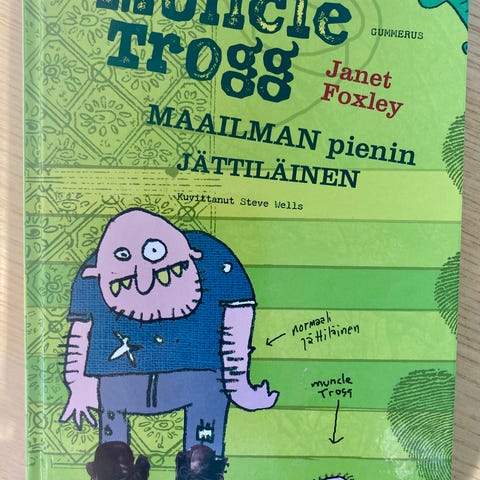 Muncle
Trogg
GUMMERUS
Janet
Foxley
MAAILMAN pienin
JÄTTILÄINEN
Kuvittanut Steve Wells
normaali
jättiläinen
muncle
Trogg